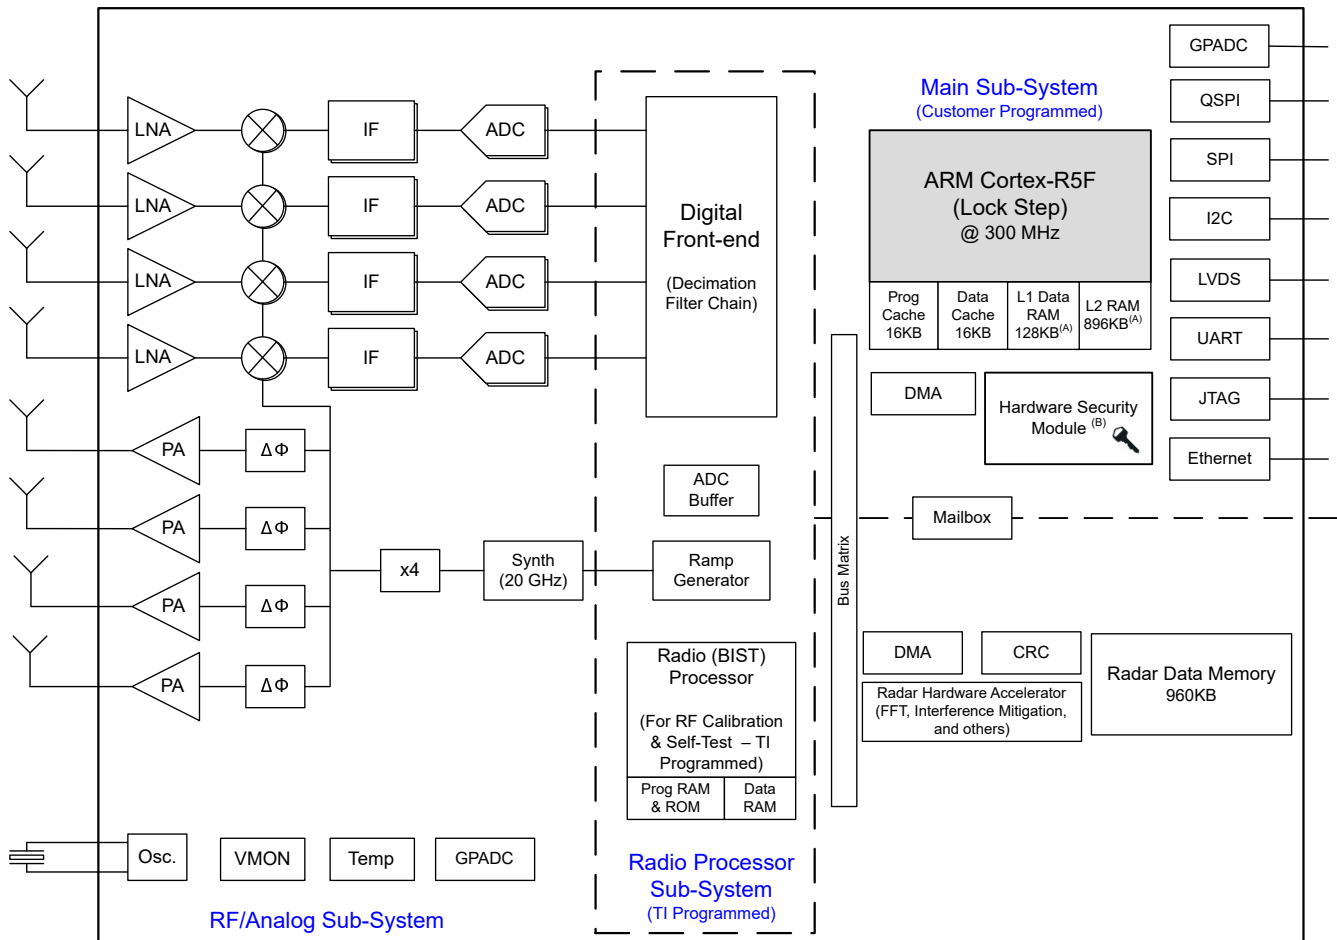 LNA
IF
ADC
LNA
IF
ADC
LNA
IF
ADC
LNA
IF
ADC
PA
ΔΦ
PA
ΔΦ
PA
ΔΦ
PA
ΔΦ
x4
Synth
(20 GHz)
Osc.
VMON
Temp
GPADC
RF/Analog Sub-System
Digital
Front-end
(Decimation
Filter Chain)
ADC
Buffer
Ramp
Generator
Radio (BIST)
Processor
(For RF Calibration
& Self-Test – TI
Programmed)
Prog RAM
& ROM
Data
RAM
Radio Processor
Sub-System
(TI Programmed)
Bus Matrix
Main Sub-System
(Customer Programmed)
ARM Cortex-R5F
(Lock Step)
@ 300 MHz
Prog
Cache
16KB
Data
Cache
16KB
L1 Data
RAM
128KB(A)
L2 RAM
896KB(A)
DMA
Hardware Security
Module (B)
Mailbox
DMA
CRC
Radar Hardware Accelerator
(FFT, Interference Mitigation,
and others)
Radar Data Memory
960KB
GPADC
QSPI
SPI
I2C
LVDS
UART
JTAG
Ethernet